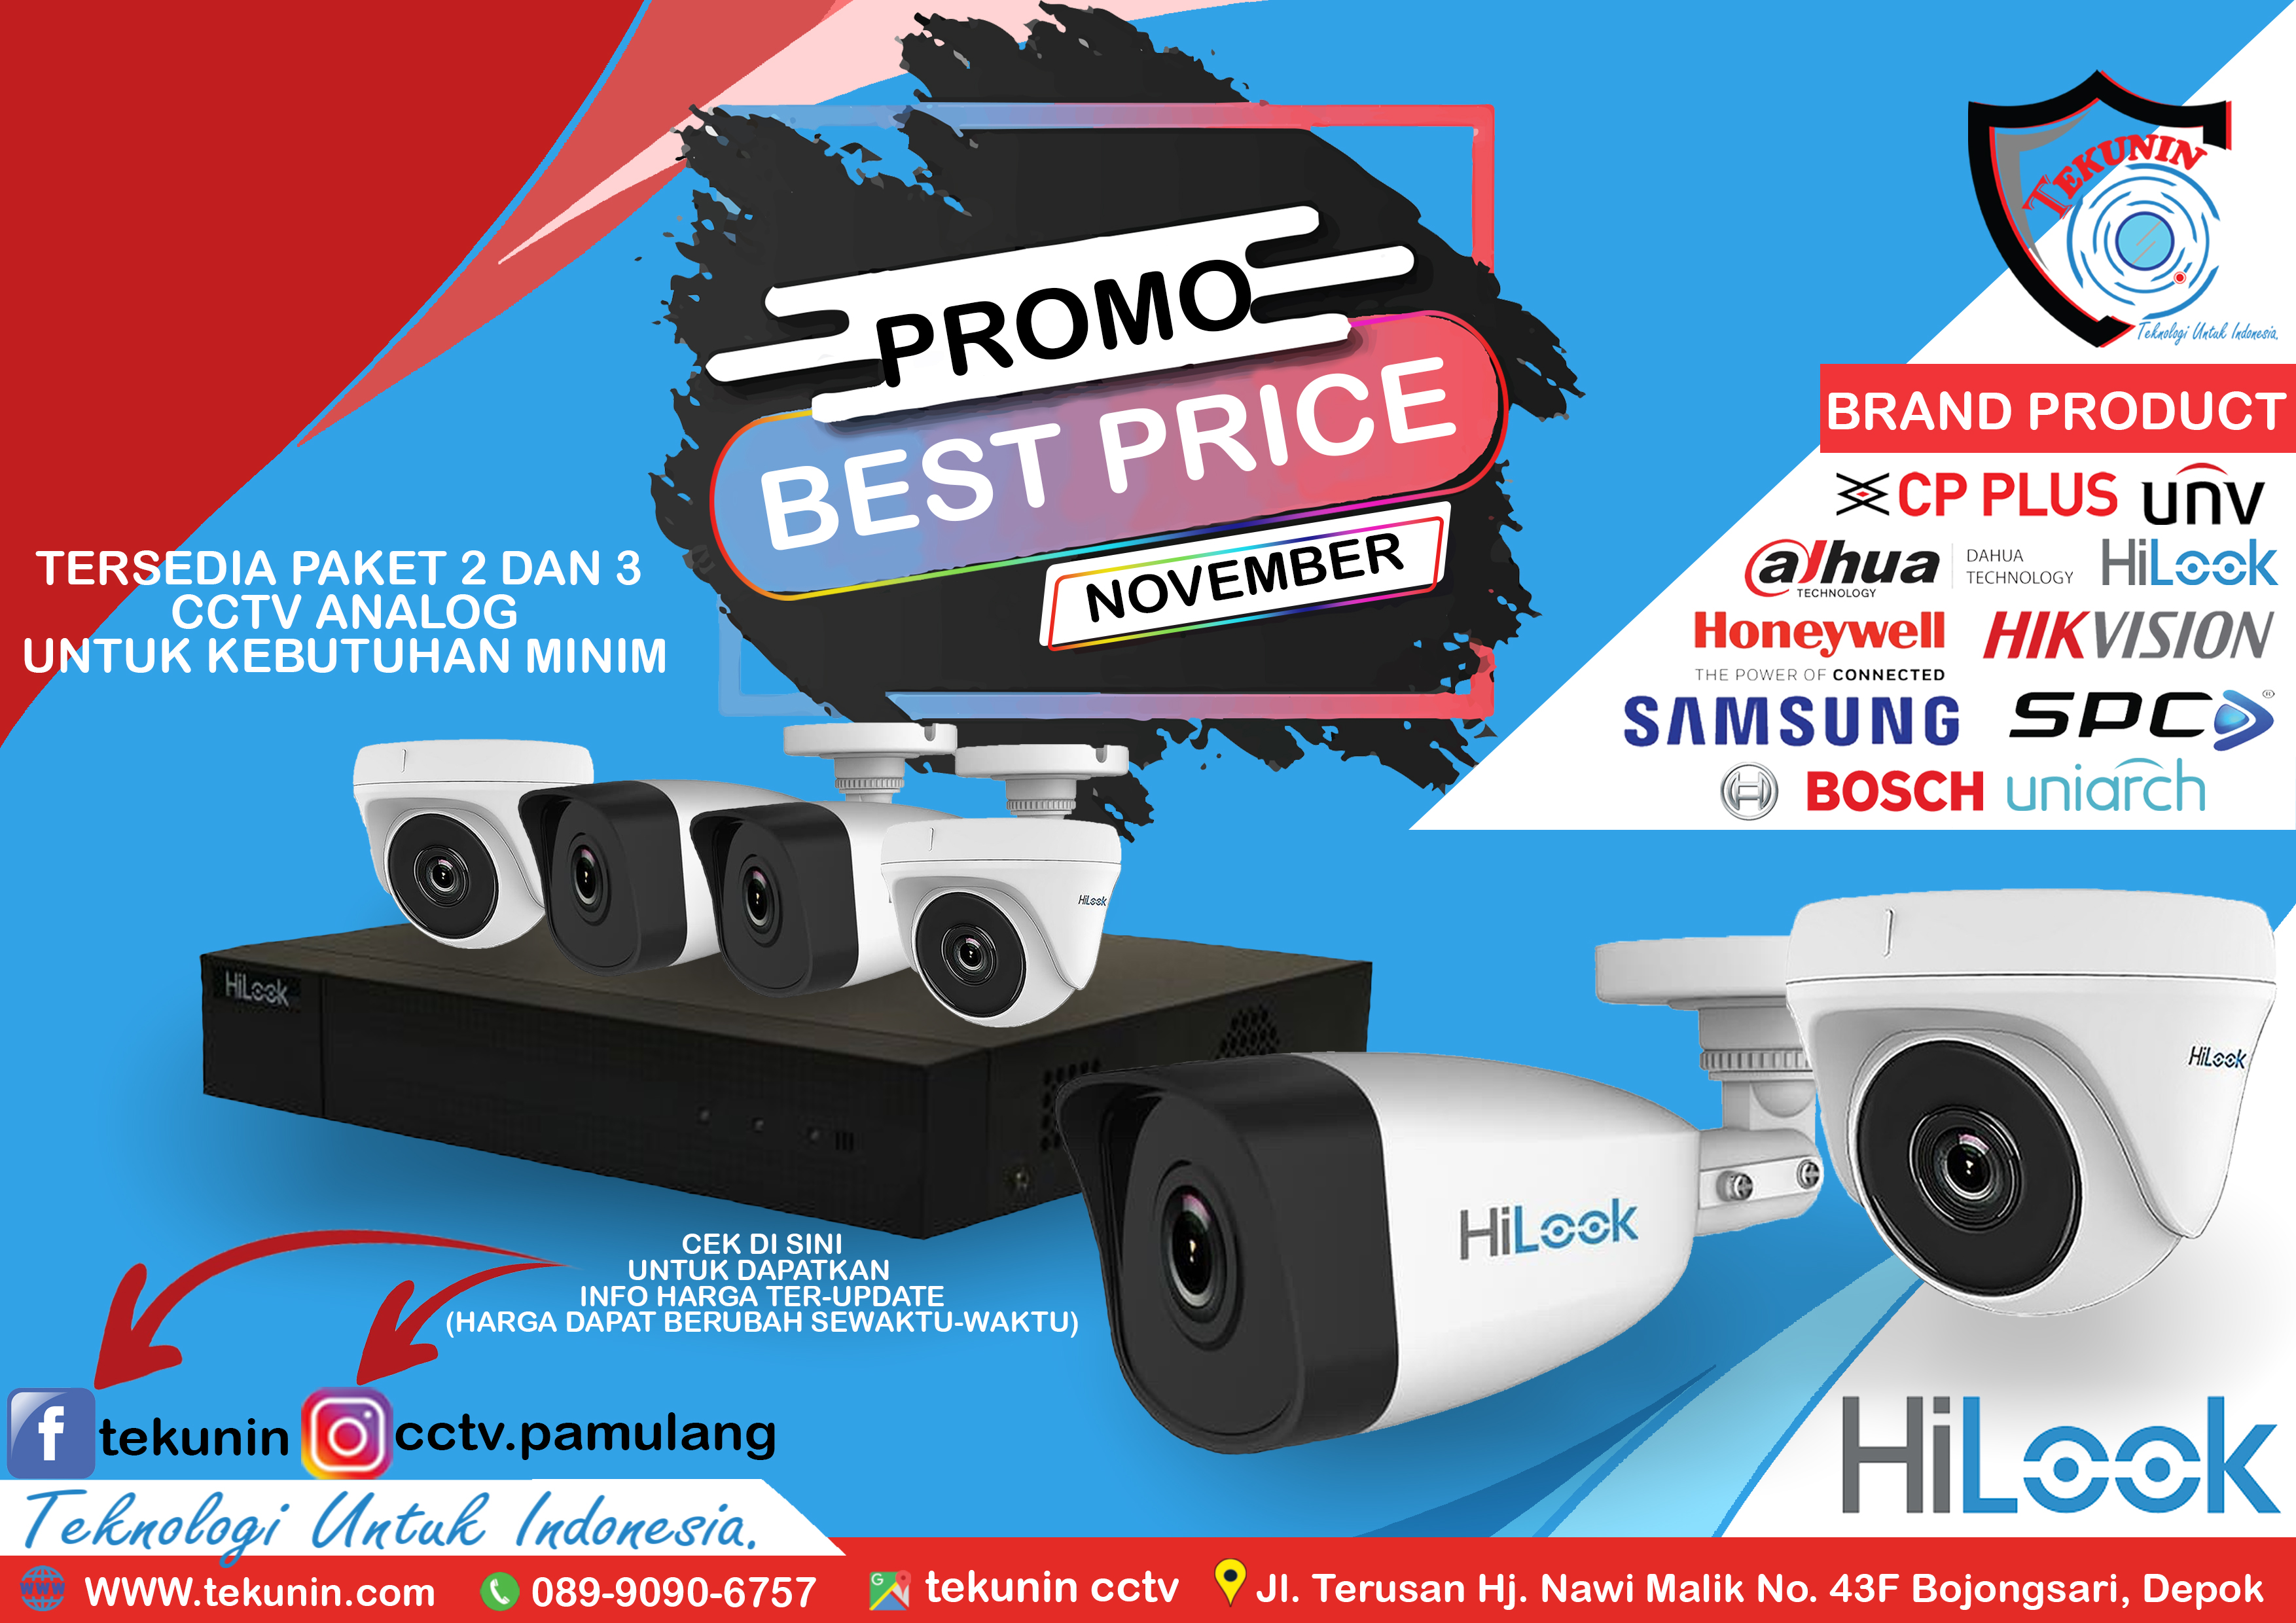 PROMO
BEST PRICE
NOVEMBER
TEKUNIN
Teknologi Untuk Indonesia.
BRAND PRODUCT
CP PLUS unv
alhua TECHNOLOGY DAHUA TECHNOLOGY HiLook
Honeywell HIKVISION
THE POWER OF CONNECTED
SAMSUNG SPC ®
BOSCH uniarch
TERSEDIA PAKET 2 DAN 3
CCTV ANALOG
UNTUK KEBUTUHAN MINIM
HiLook
HiLook
HiLook
HiLook
CEK DI SINI
UNTUK DAPATKAN
INFO HARGA TER-UPDATE
(HARGA DAPAT BERUBAH SEWAKTU-WAKTU)
f tekunin cctv.pamulang
HiLook
Teknologi Untuk Indonesia.
WWW WWW.tekunin.com 089-9090-6757 G tekunin cctv Jl. Terusan Hj. Nawi Malik No. 43F Bojongsari, Depok